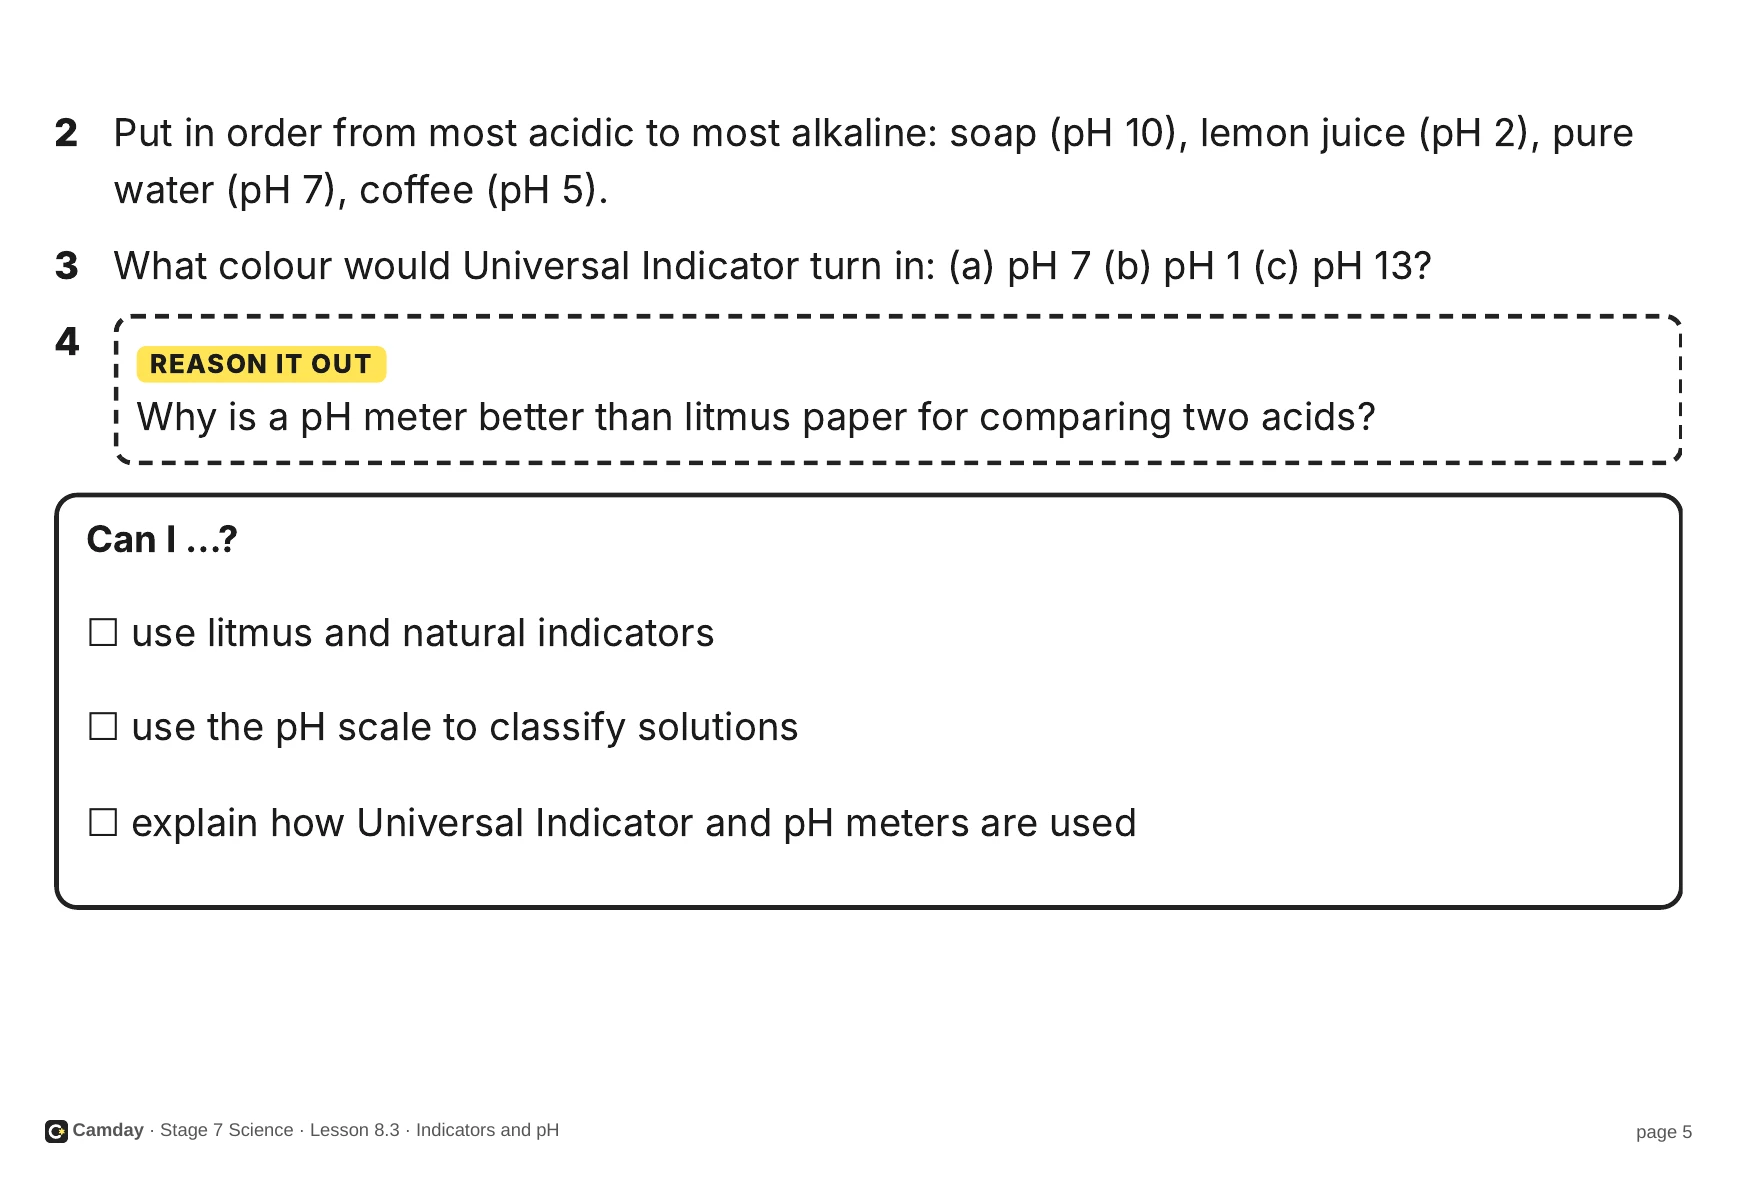 2 Put in order from most acidic to most alkaline: soap (pH 10), lemon juice (pH 2), pure
water (pH 7), coffee (pH 5).
3 What colour would Universal Indicator turn in: (a) pH 7 (b) pH 1 (c) pH 13?
4
REASON IT OUT
Why is a pH meter better than litmus paper for comparing two acids?
Can I …?
☐ use litmus and natural indicators
☐ use the pH scale to classify solutions
☐ explain how Universal Indicator and pH meters are used
Camday · Stage 7 Science · Lesson 8.3 · Indicators and pH
page 5